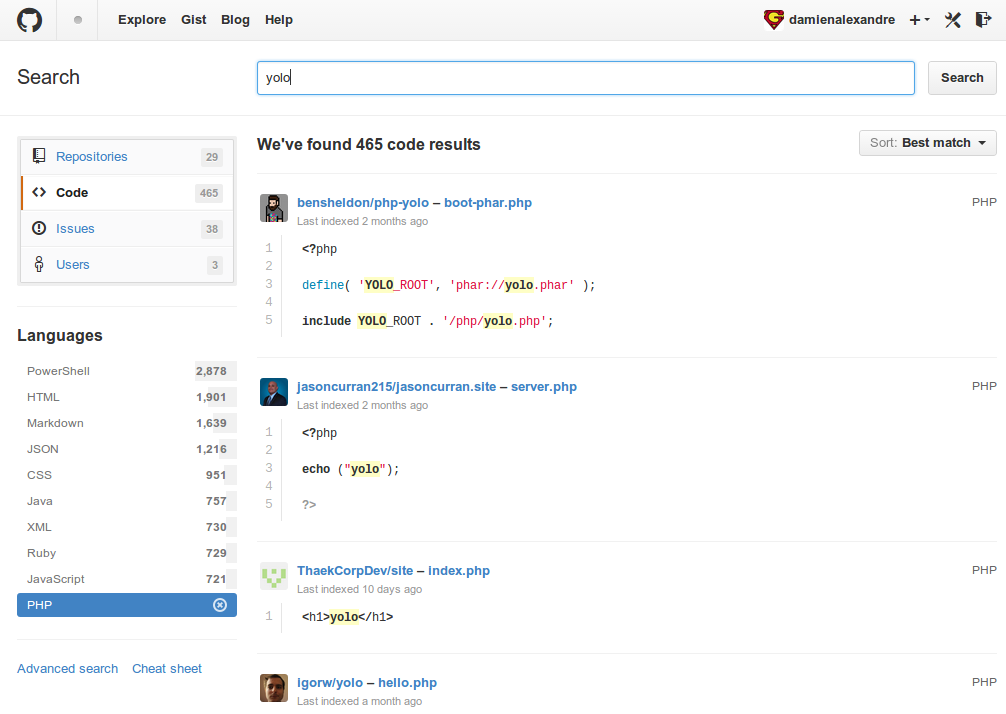 Explore Gist Blog Help damienalexandre
Search yolo Search
Repositories 29
Code 465
Issues 38
Users 3
Languages
PowerShell 2,878
HTML 1,901
Markdown 1,639
JSON 1,216
CSS 951
Java 757
XML 730
Ruby 729
JavaScript 721
PHP
Advanced search Cheat sheet
We've found 465 code results Sort: Best match
bensheldon/php-yolo – boot-phar.php PHP
Last indexed 2 months ago
1 <?php
2
3 define( 'YOLO_ROOT', 'phar://yolo.phar' );
4
5 include YOLO_ROOT . '/php/yolo.php';
jasoncurran215/jasoncurran.site – server.php PHP
Last indexed 2 months ago
1 <?php
2
3 echo ("yolo");
4
5 ?>
ThaekCorpDev/site – index.php PHP
Last indexed 10 days ago
1 <h1>yolo</h1>
igorw/yolo – hello.php PHP
Last indexed a month ago